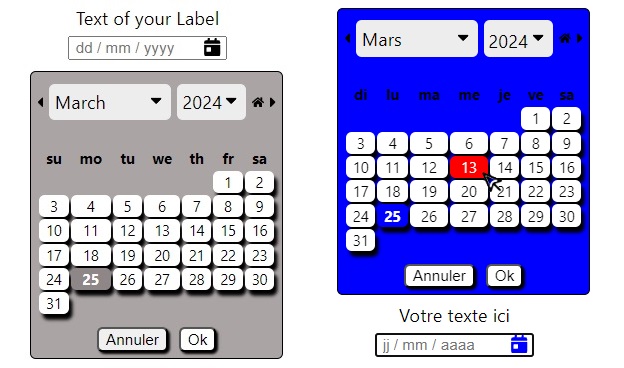 Text of your Label
dd / mm / yyyy
March 2024
su mo tu we th fr sa
1 2
3 4 5 6 7 8 9
10 11 12 13 14 15 16
17 18 19 20 21 22 23
24 25 26 27 28 29 30
31
Annuler Ok
Mars 2024
di lu ma me je ve sa
1 2
3 4 5 6 7 8 9
10 11 12 13 14 15 16
17 18 19 20 21 22 23
24 25 26 27 28 29 30
31
Annuler Ok
Votre texte ici
jj / mm / aaaa